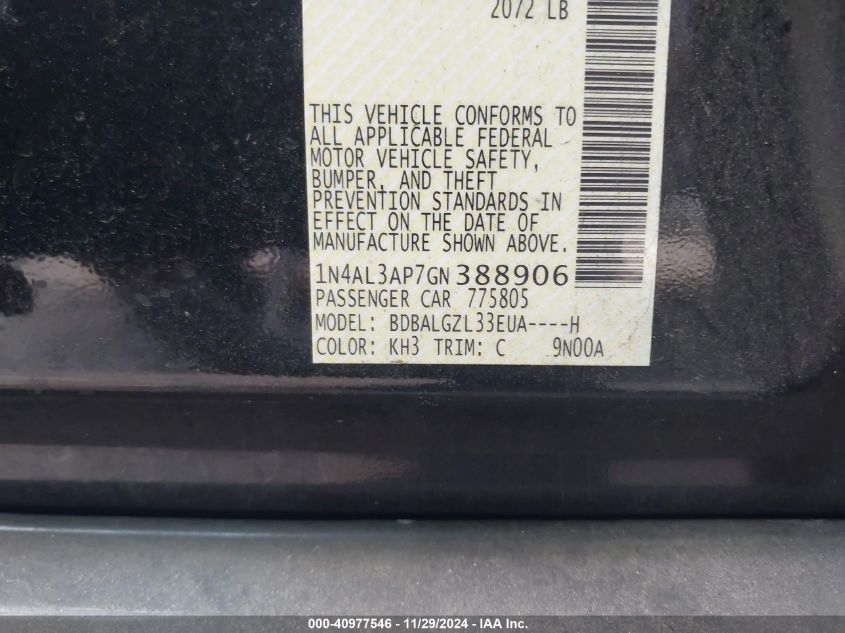 2072 LB
THIS VEHICLE CONFORMS TO
ALL APPLICABLE FEDERAL
MOTOR VEHICLE SAFETY,
BUMPER, AND THEFT
PREVENTION STANDARDS IN
EFFECT ON THE DATE OF
MANUFACTURE SHOWN ABOVE.
1N4AL3AP7GN388906
PASSENGER CAR 775805
MODEL: BDBALGZL33EUA----H
COLOR: KH3 TRIM: C 9N00A
000-40977546 - 11/29/2024 - IAA Inc.